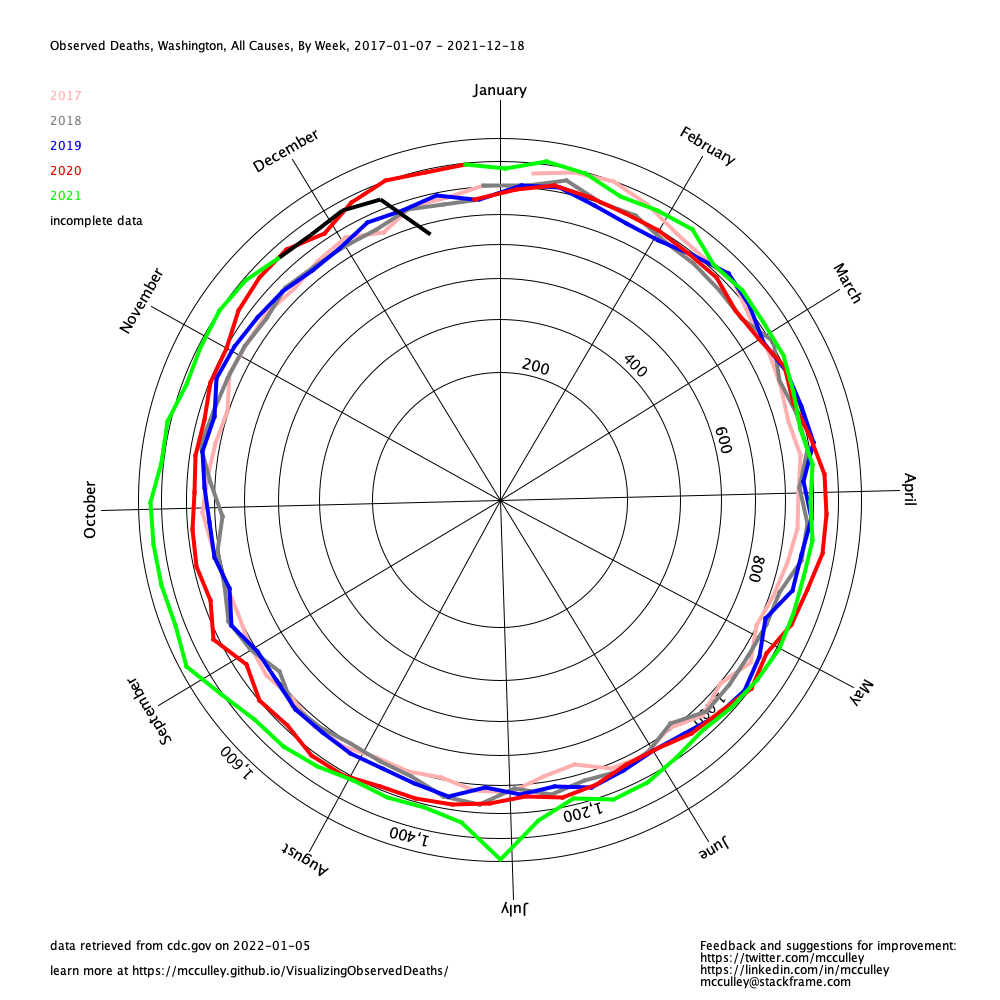 Observed Deaths, Washington, All Causes, By Week, 2017-01-07 - 2021-12-18
2017
2018
2019
2020
2021
incomplete data
January
February
March
April
May
June
July
August
September
October
November
December
200
400
600
800
1,200
1,400
1,600
data retrieved from cdc.gov on 2022-01-05
learn more at https://mcculley.github.io/VisualizingObservedDeaths/
Feedback and suggestions for improvement:
https://twitter.com/mcculley
https://linkedin.com/in/mcculley
mcculley@stackframe.com